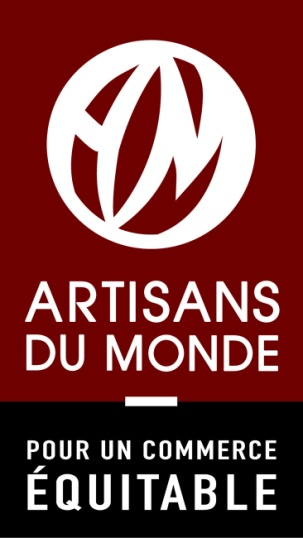 ARTISANS
DU MONDE
POUR UN COMMERCE
ÉQUITABLE